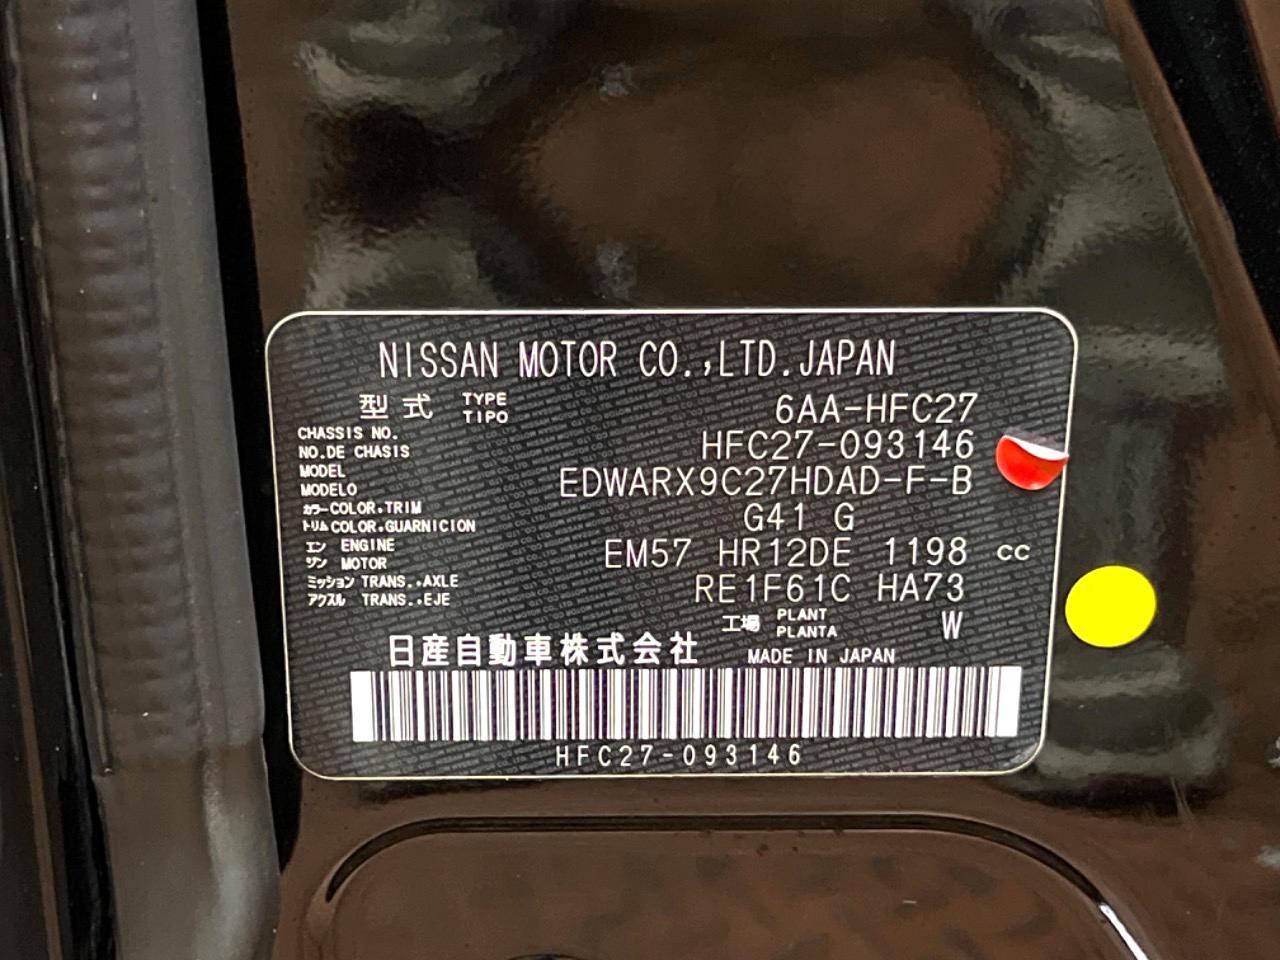 NISSAN MOTOR CO.,LTD.JAPAN
型式 TYPE TIPO 6AA-HFC27
CHASSIS NO.
NO.DE CHASIS HFC27-093146
MODEL
MODELO EDWARX9C27HDAD-F-B
カラー COLOR.TRIM
トリム COLOR.GUARNICION G41 G
エン ENGINE
ジン MOTOR EM57 HR12DE 1198 cc
ミッション TRANS..AXLE
アクスル TRANS..EJE RE1F61C HA73
工場 PLANT PLANTA W
日産自動車株式会社 MADE IN JAPAN
HFC27-093146